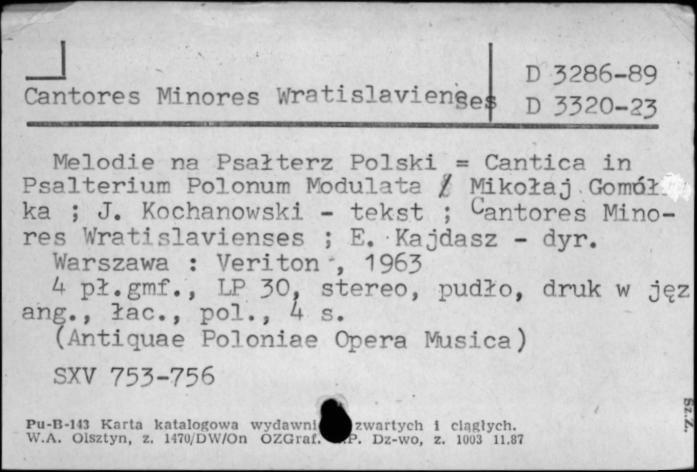 D 3286-89
Cantores Minores Wratislavienses D 3320-23
Melodie na Psałterz Polski = Cantica in
Psalterium Polonum Modulata / Mikołaj Gomół
ka ; J. Kochanowski - tekst ; Cantores Mino-
res Wratislavienses ; E. Kajdasz - dyr.
Warszawa : Veriton , 1963
4 pł.gmf., LP 30, stereo, pudło, druk w jęz
ang., łac., pol., 4 s.
(Antiquae Poloniae Opera Musica)
SXV 753-756
Pu-B-143 Karta katalogowa wydawni zwartych i ciągłych.
W.A. Olsztyn, z. 1470/DW/On OZGraf. P. Dz-wo, z. 1003 11.87
Sz.Z.